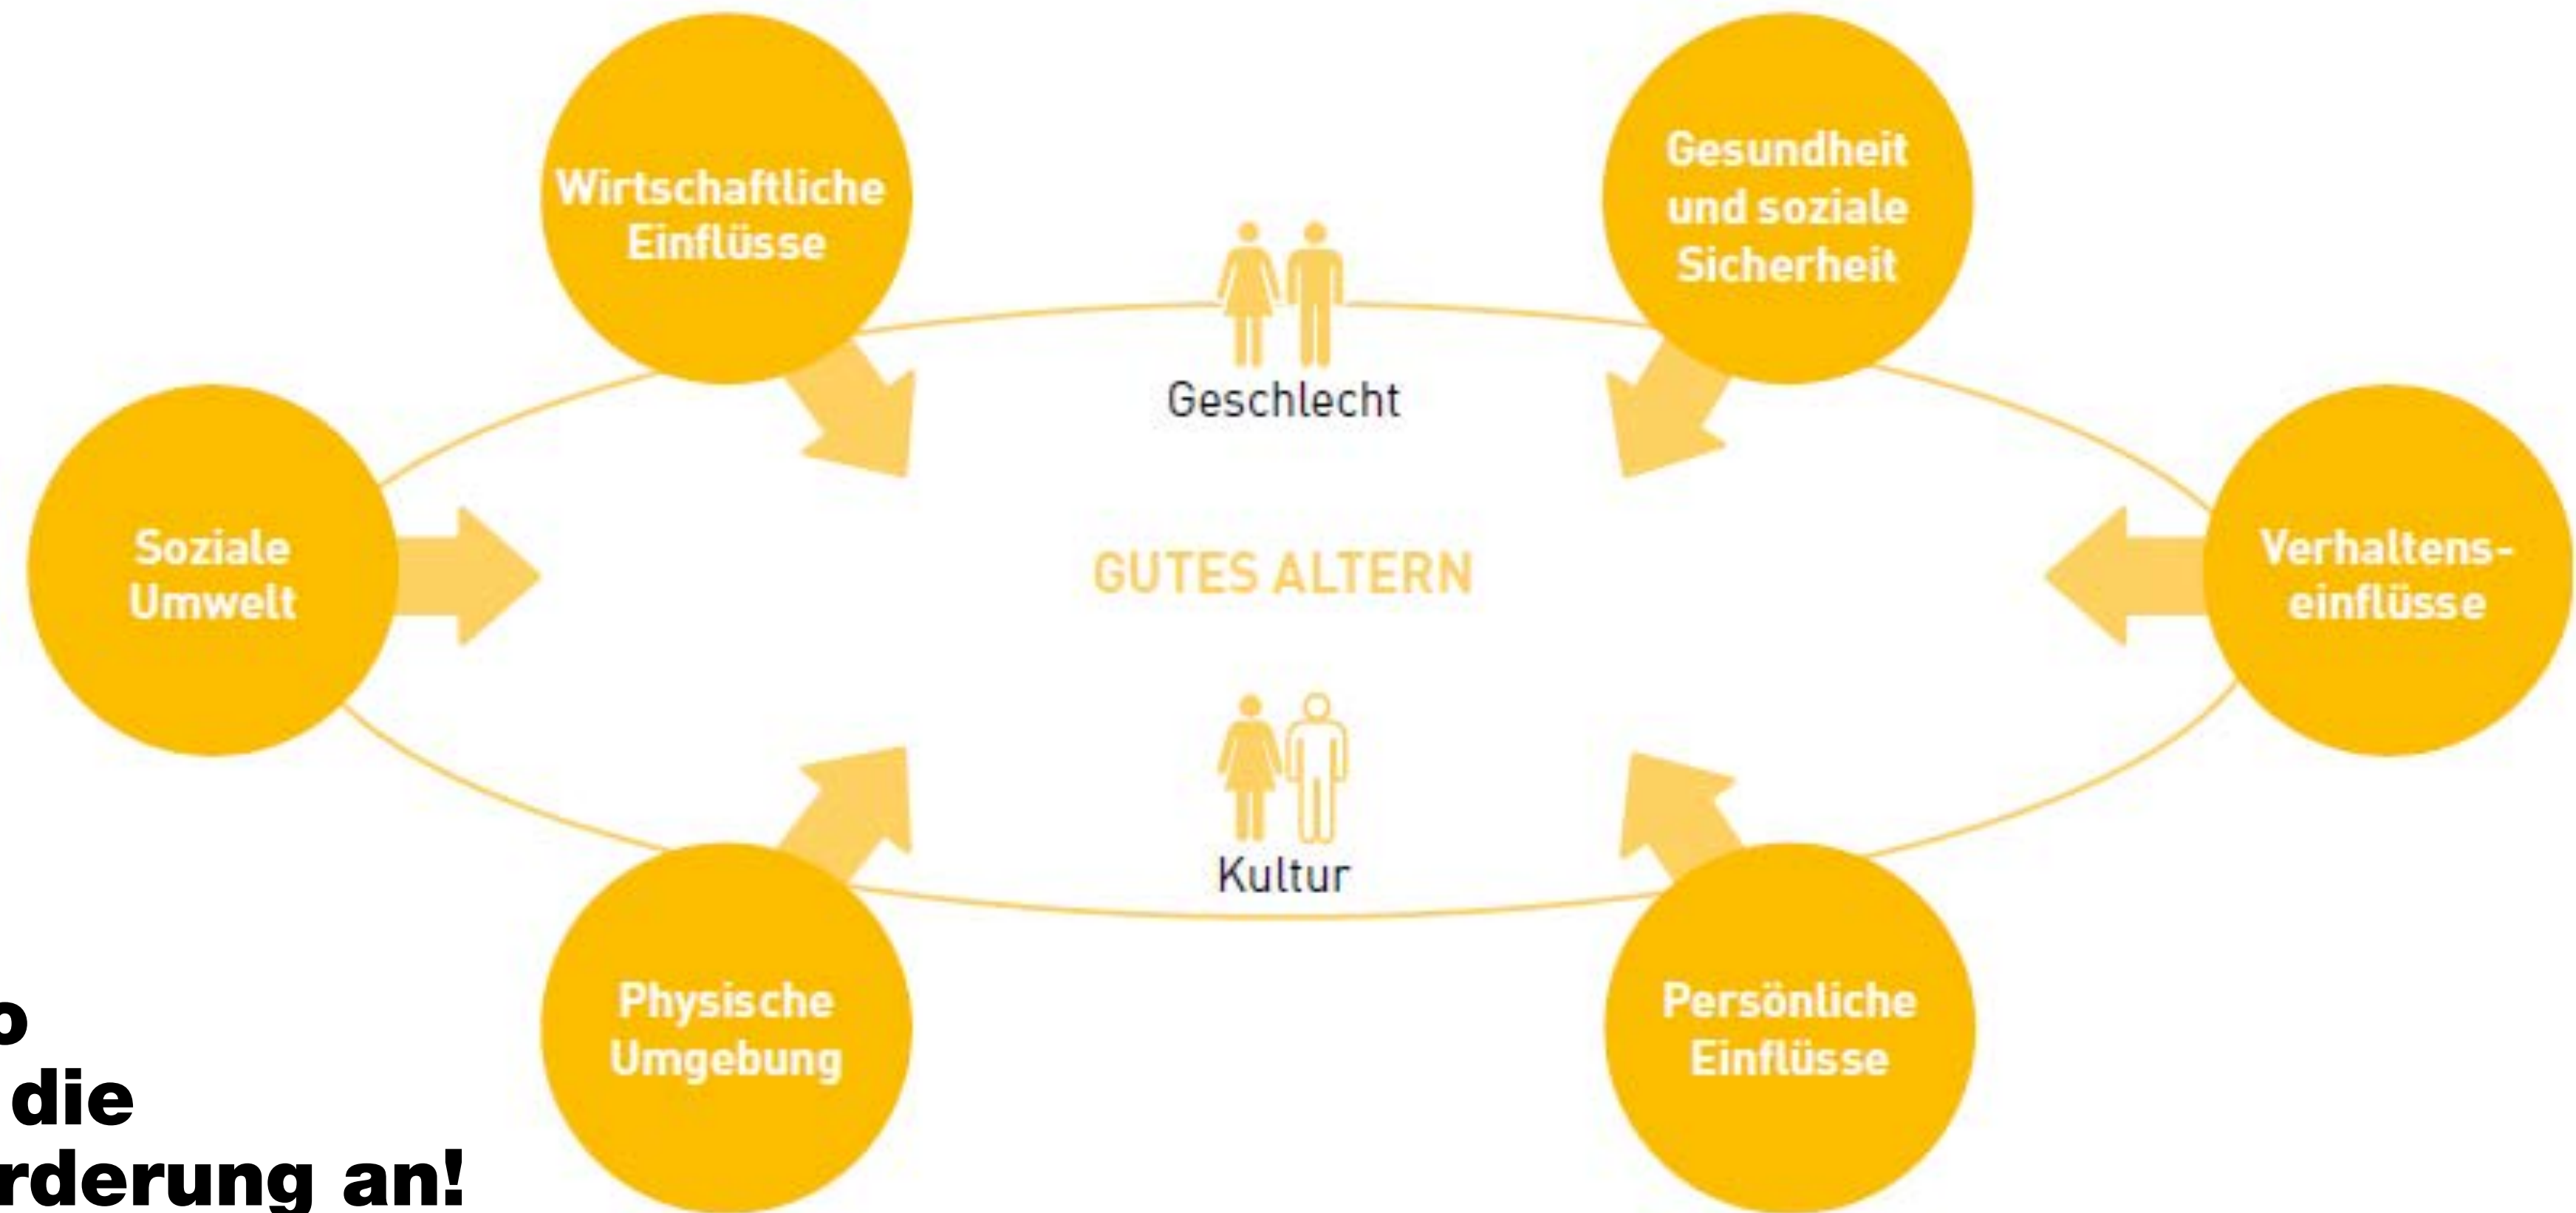 Wirtschaftliche
Einflüsse
Gesundheit
und soziale
Sicherheit
Geschlecht
Soziale
Umwelt
GUTES ALTERN
Verhaltens-
einflüsse
Kultur
Physische
Umgebung
Persönliche
Einflüsse
die
rderung an!